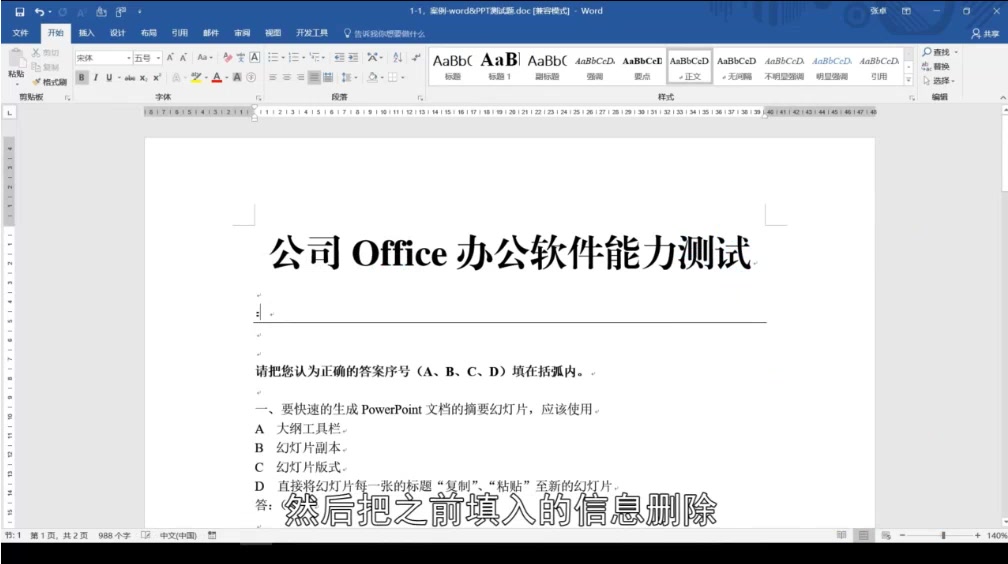 1-1，案例-word&PPT测试题.doc [兼容模式] - Word
张卓
文件 开始 插入 设计 布局 引用 邮件 审阅 视图 开发工具 告诉我你想要做什么 共享
粘贴
剪切
复制
格式刷
剪贴板
宋体 五号
字体
段落
AaBbC 标题
AaBl 标题 1
AaBbC 副标题
AaBbCcD 强调
AaBbCcD 要点
AaBbCcD 正文
AaBbCcD 无间隔
AaBbCcD 不明显强调
AaBbCcD 明显强调
AaBbCcD 引用
样式
查找
替换
选择
编辑
公司 Office 办公软件能力测试
:
请把您认为正确的答案序号（A、B、C、D）填在括弧内。
一、要快速的生成 PowerPoint 文档的摘要幻灯片，应该使用
A 大纲工具栏
B 幻灯片副本
C 幻灯片版式
D 直接将幻灯片每一张的标题“复制”、“粘贴”至新的幻灯片
答：（
然后把之前填入的信息删除
节: 1 第 1 页，共 2 页 988 个字 中文(中国) 140%